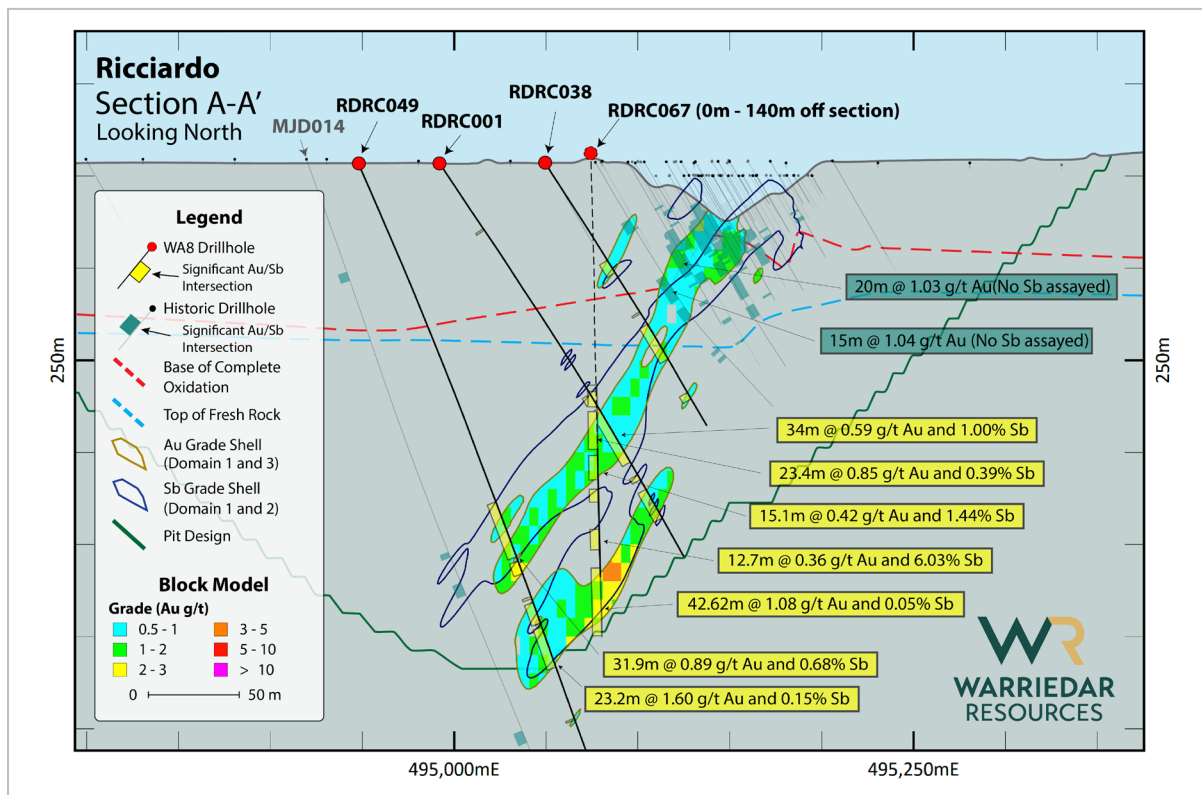 Ricciardo
Section A-A’
Looking North
MJD014
RDRC049
RDRC001
RDRC038
RDRC067 (0m - 140m off section)
Legend
WA8 Drillhole
Significant Au/Sb
Intersection
Historic Drillhole
Significant Au/Sb
Intersection
Base of Complete
Oxidation
Top of Fresh Rock
Au Grade Shell
(Domain 1 and 3)
Sb Grade Shell
(Domain 1 and 2)
Pit Design
Block Model
Grade (Au g/t)
0.5 - 1
3 - 5
1 - 2
5 - 10
2 - 3
> 10
0
50 m
250m
250m
20m @ 1.03 g/t Au(No Sb assayed)
15m @ 1.04 g/t Au (No Sb assayed)
34m @ 0.59 g/t Au and 1.00% Sb
23.4m @ 0.85 g/t Au and 0.39% Sb
15.1m @ 0.42 g/t Au and 1.44% Sb
12.7m @ 0.36 g/t Au and 6.03% Sb
42.62m @ 1.08 g/t Au and 0.05% Sb
31.9m @ 0.89 g/t Au and 0.68% Sb
23.2m @ 1.60 g/t Au and 0.15% Sb
WR
WARRIEDAR
RESOURCES
495,000mE
495,250mE